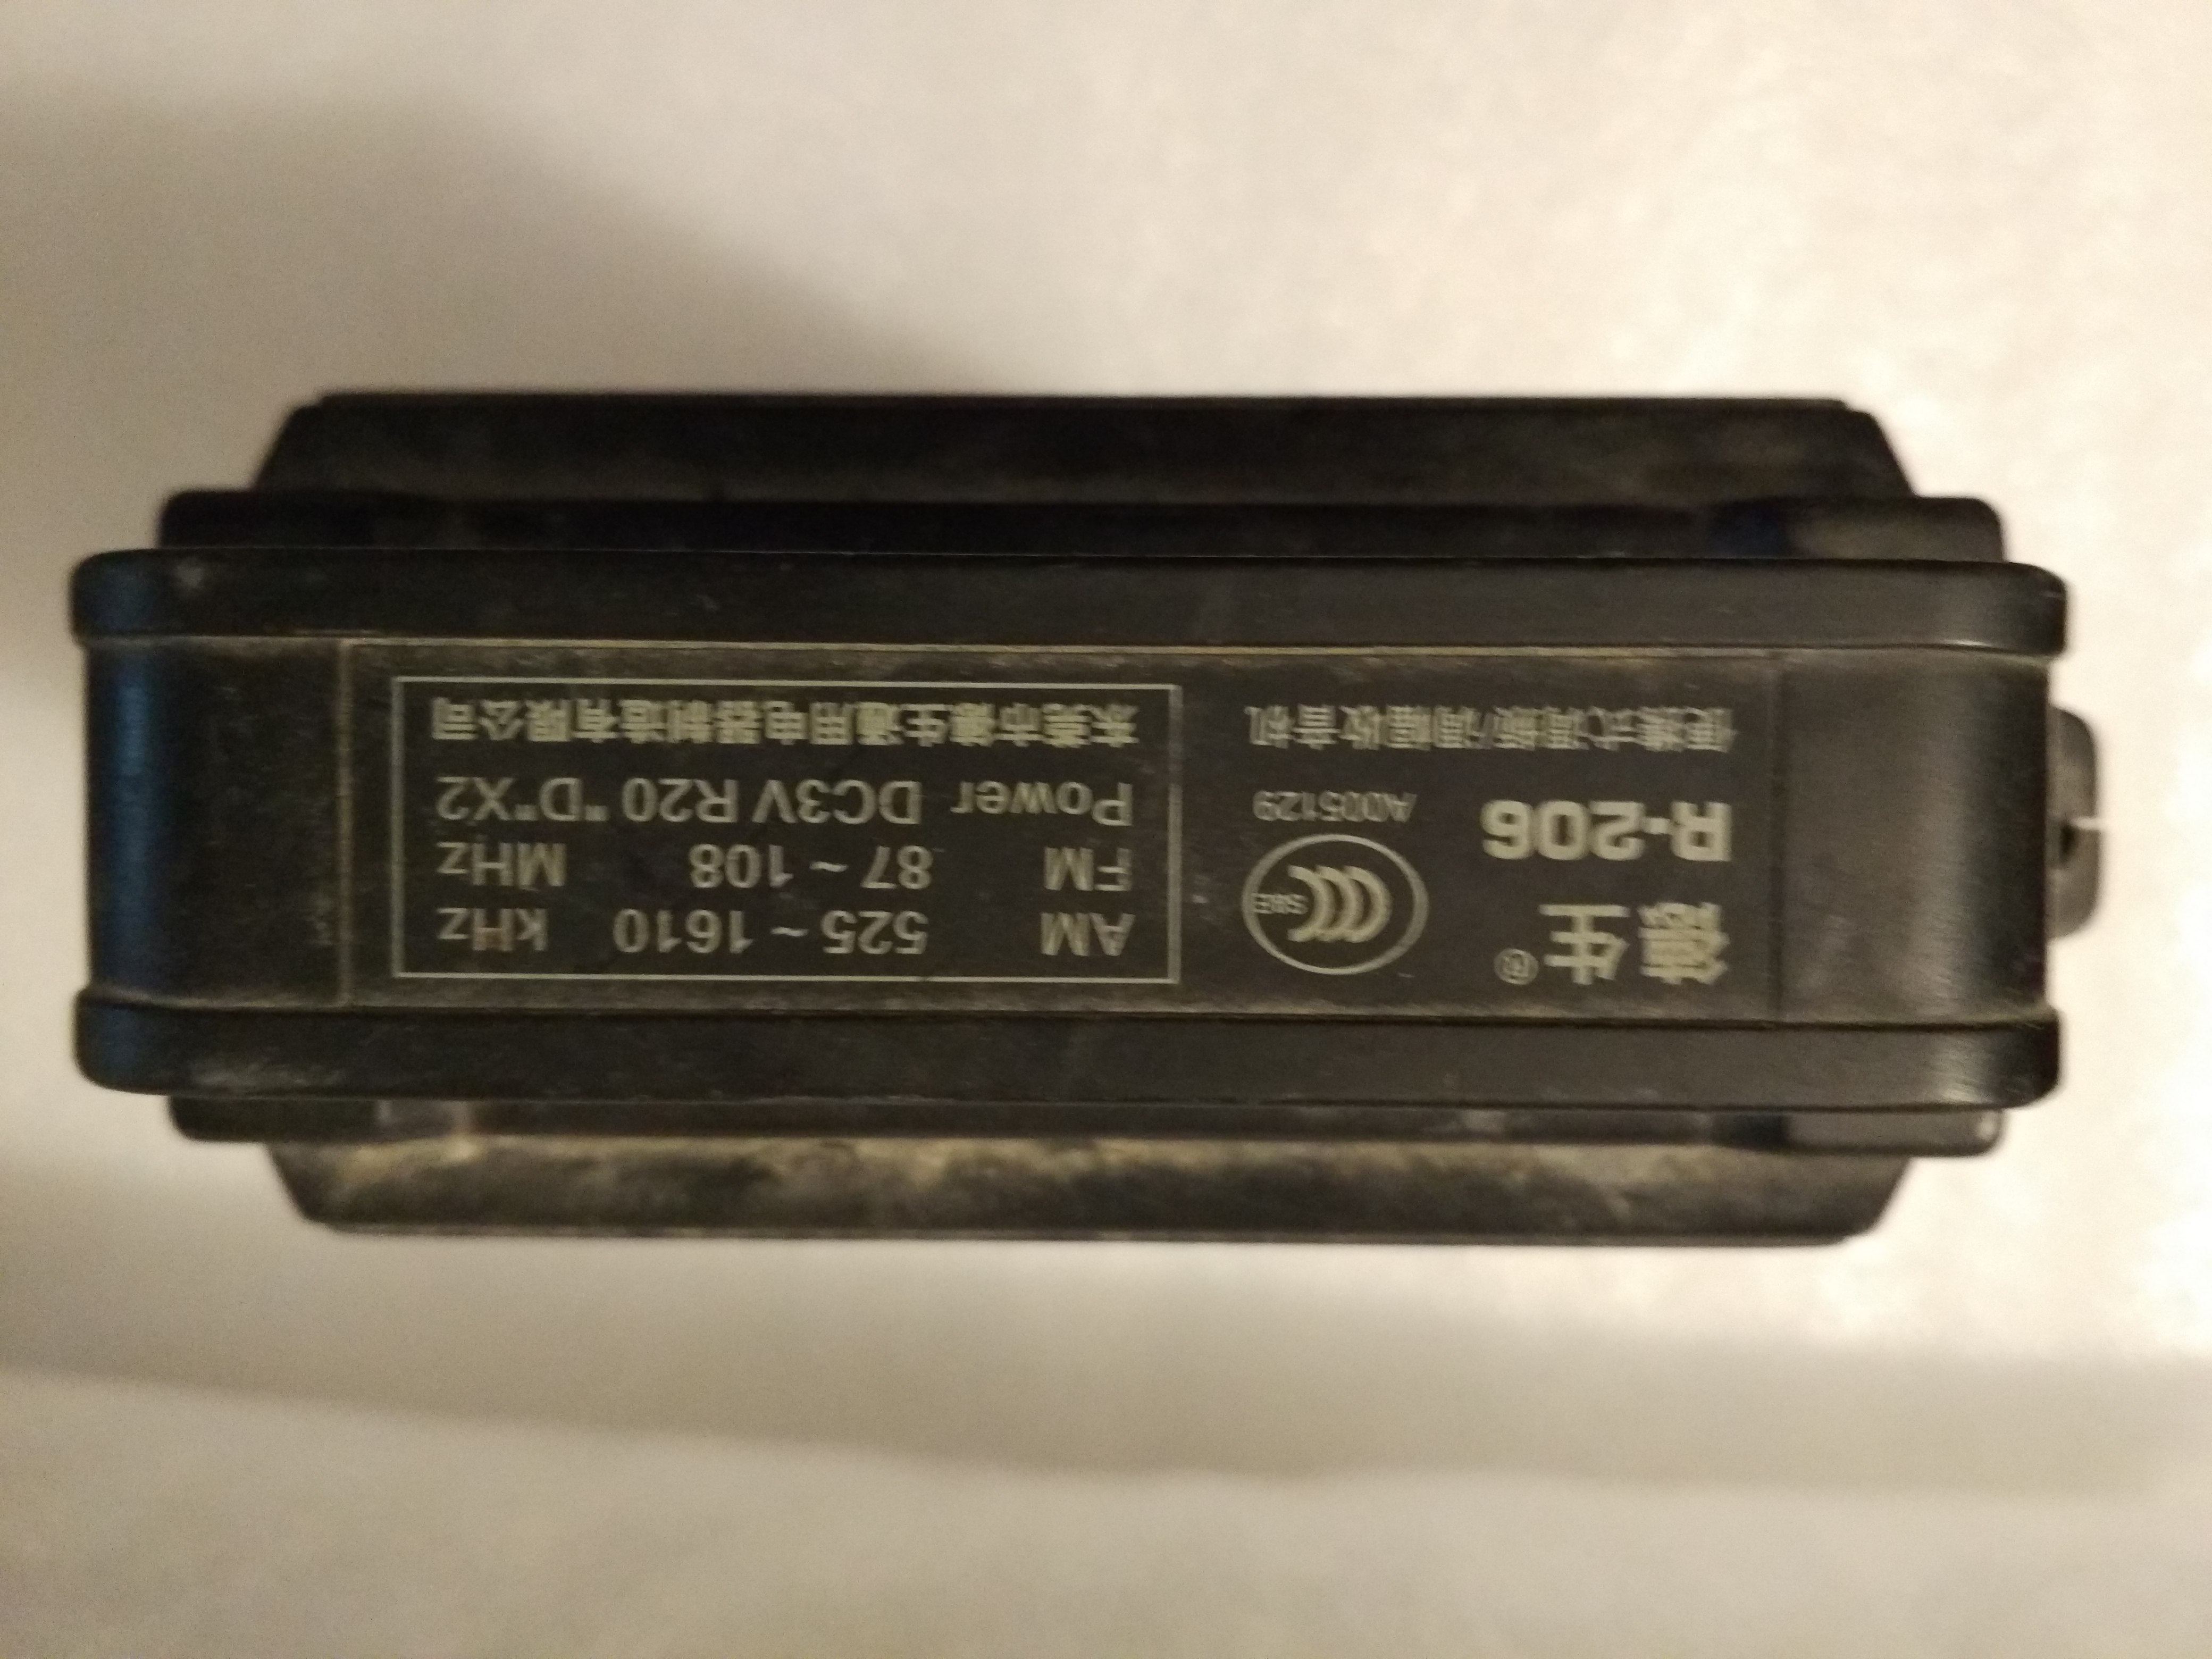 德生®
R-206
便携式调频/调幅收音机
S&E
A005129
AM 525~1610 kHz
FM 87~108 MHz
Power DC3V R20 "D"X2
东莞市德生通用电器制造有限公司